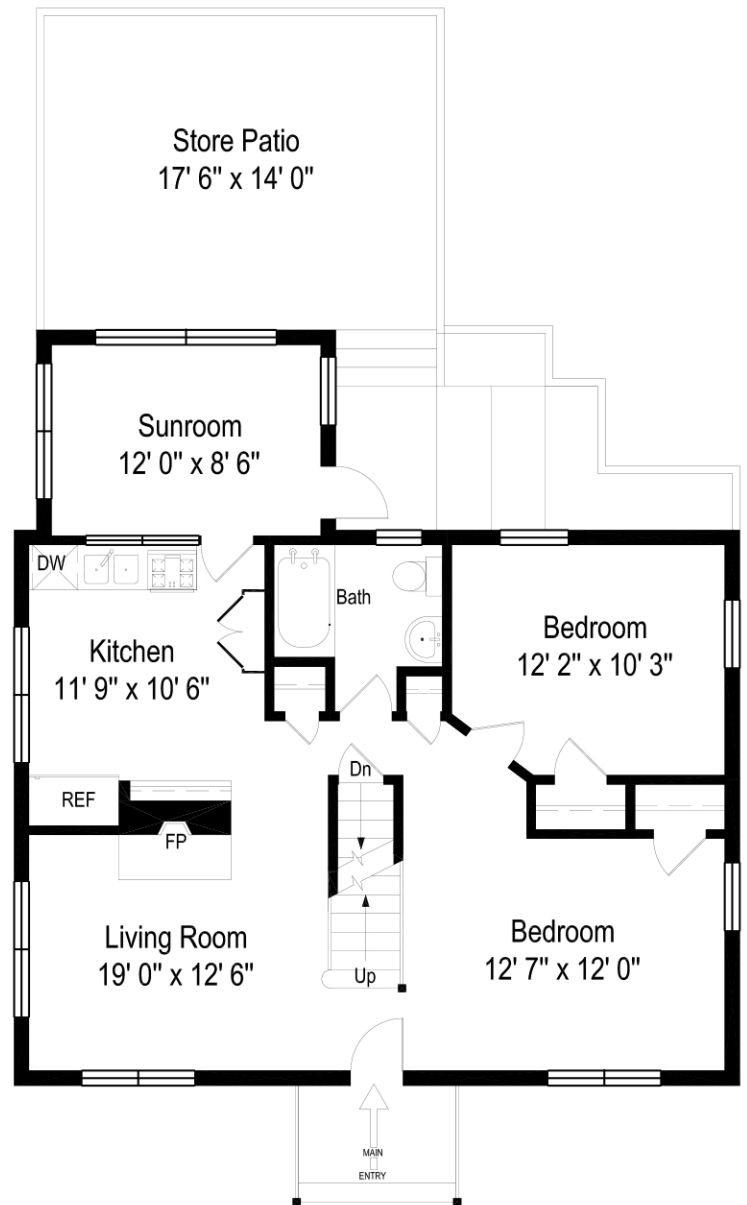 Store Patio
17' 6" x 14' 0"
Sunroom
12' 0" x 8' 6"
DW
Bath
Kitchen
11' 9" x 10' 6"
Bedroom
12' 2" x 10' 3"
Dn
REF
FP
Living Room
19' 0" x 12' 6"
Up
Bedroom
12' 7" x 12' 0"
MAIN
ENTRY